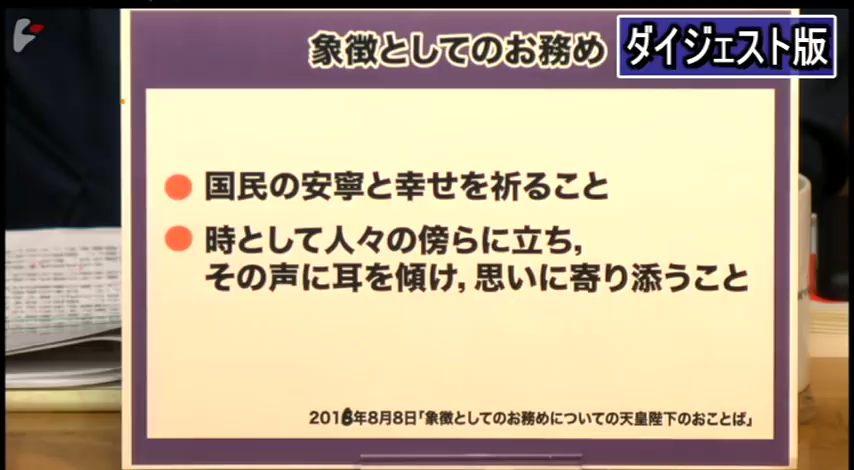 象徴としてのお務め
ダイジェスト版
国民の安寧と幸せを祈ること
時として人々の傍らに立ち,
その声に耳を傾け, 思いに寄り添うこと
2016年8月8日「象徴としてのお務めについての天皇陛下のおことば」